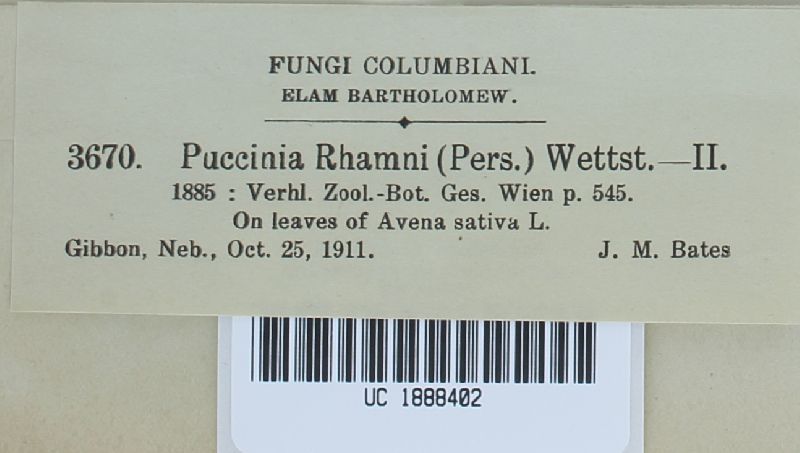 FUNGI COLUMBIANI.
ELAM BARTHOLOMEW.
3670. Puccinia Rhamni (Pers.) Wettst.—II.
1885 : Verhl. Zool.-Bot. Ges. Wien p. 545.
On leaves of Avena sativa L.
Gibbon, Neb., Oct. 25, 1911. J. M. Bates
UC 1888402